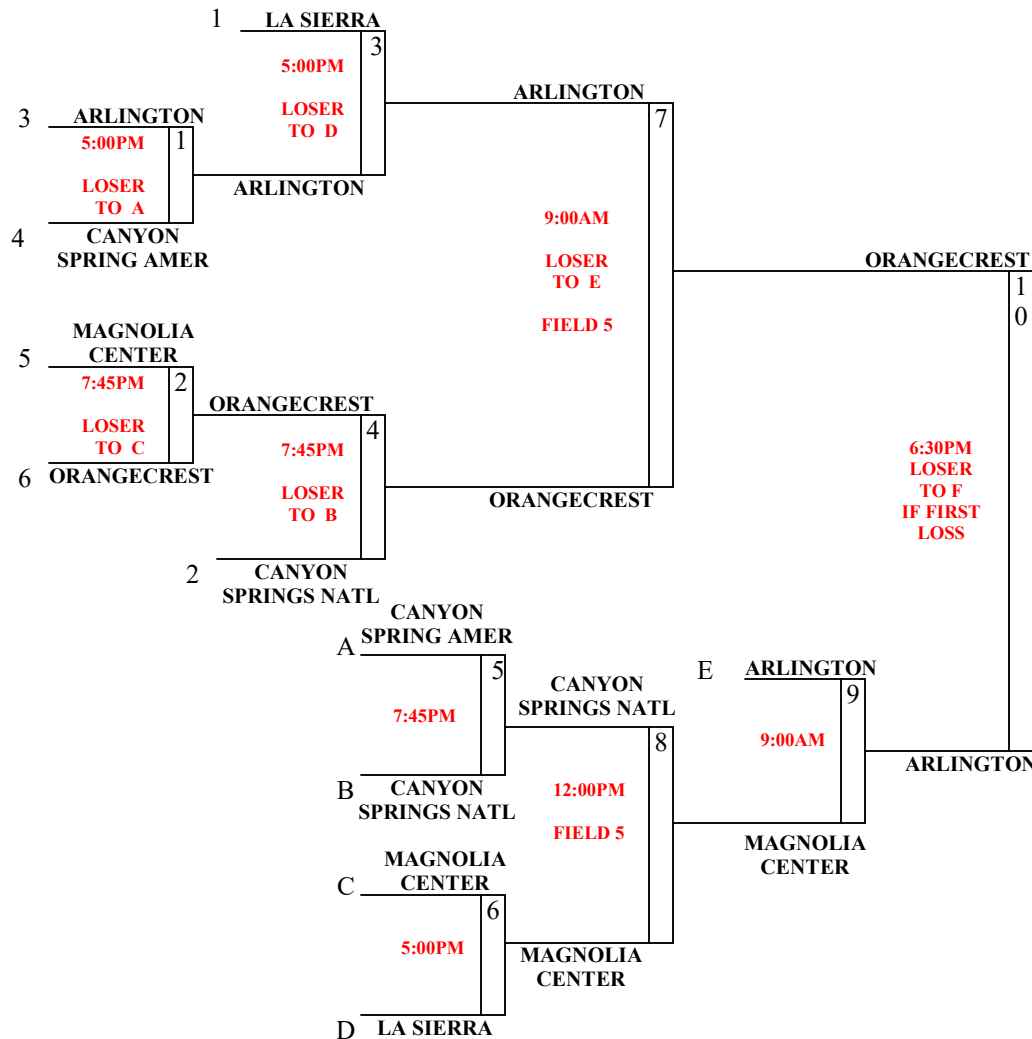 1
LA SIERRA
3
5:00PM
LOSER
TO D
3
ARLINGTON
1
5:00PM
LOSER
TO A
ARLINGTON
4
CANYON
SPRING AMER
ARLINGTON
7
9:00AM
LOSER
TO E
FIELD 5
MAGNOLIA
CENTER
5
2
7:45PM
LOSER
TO C
6
ORANGECREST
ORANGECREST
4
7:45PM
LOSER
TO B
ORANGECREST
2
CANYON
SPRINGS NATL
ORANGECREST
1
0
6:30PM
LOSER
TO F
IF FIRST
LOSS
CANYON
SPRING AMER
A
5
7:45PM
B
CANYON
SPRINGS NATL
CANYON
SPRINGS NATL
8
12:00PM
FIELD 5
E
ARLINGTON
9
9:00AM
ARLINGTON
MAGNOLIA
CENTER
MAGNOLIA
CENTER
C
6
5:00PM
MAGNOLIA
CENTER
D
LA SIERRA